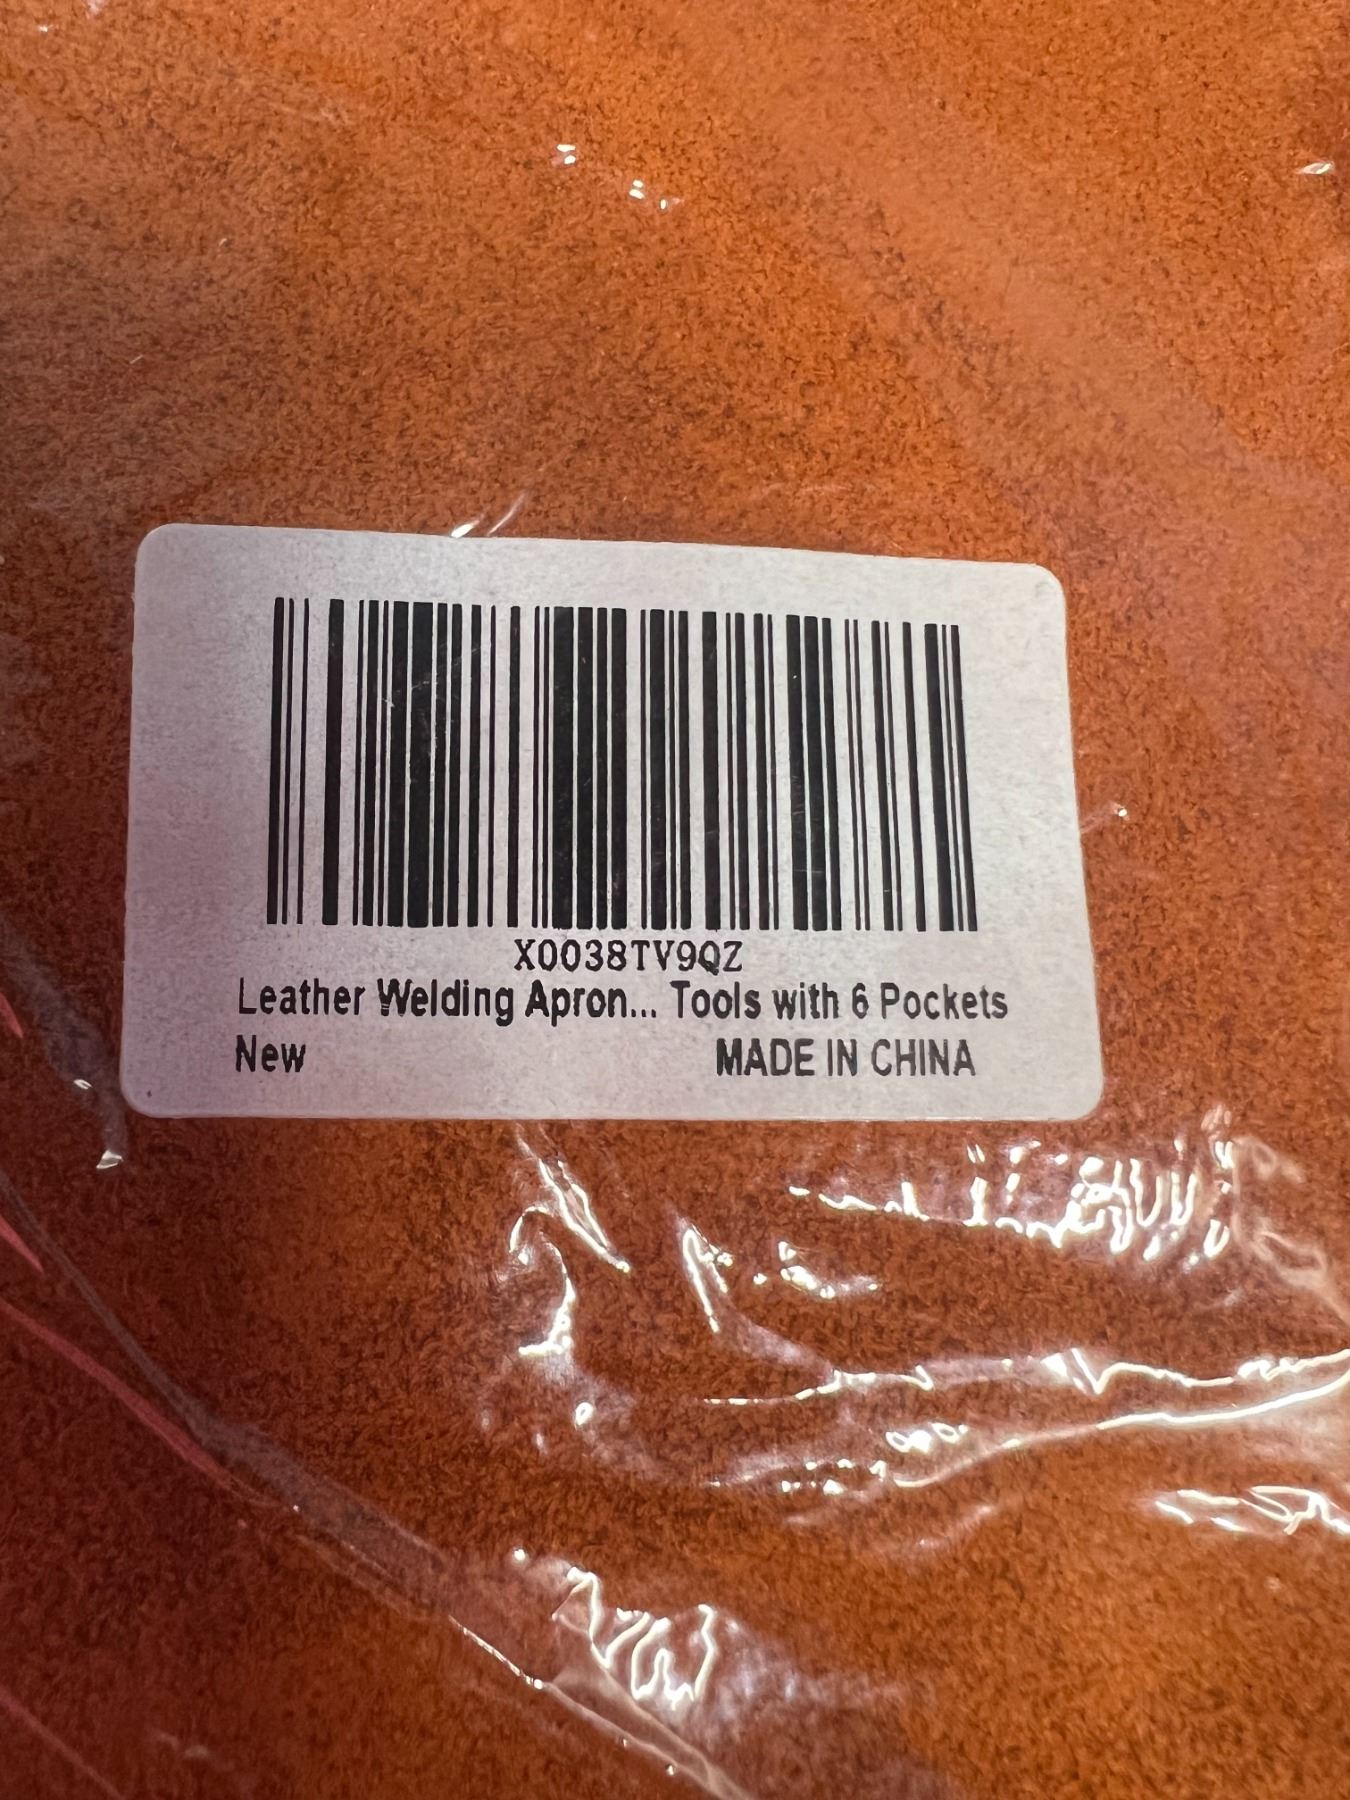 X0038TV9QZ
Leather Welding Apron... Tools with 6 Pockets
New MADE IN CHINA